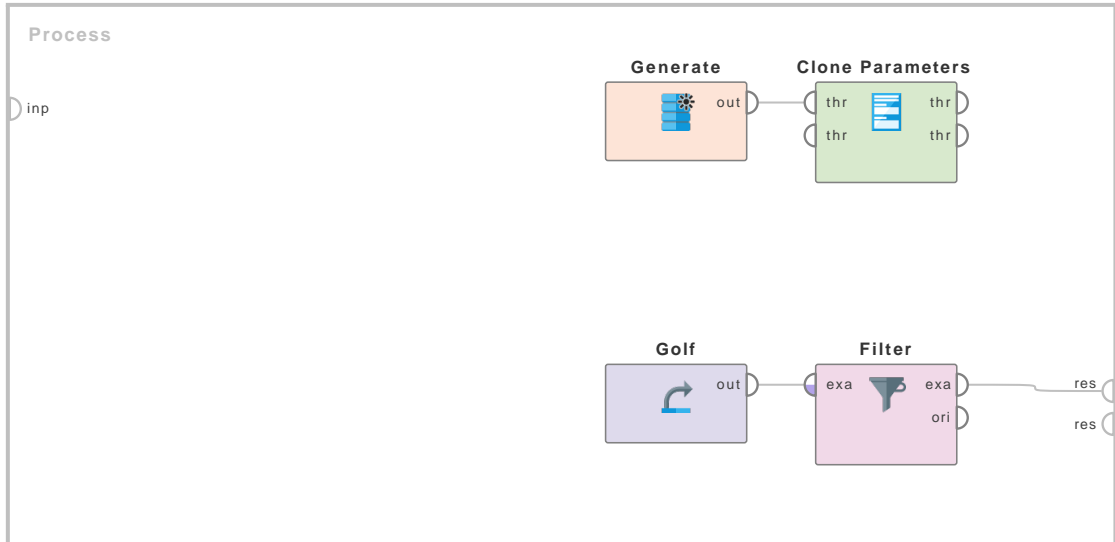 Process
Generate Clone Parameters
out thr thr
inp
thr thr
Golf Filter
out exa exa res
ori res